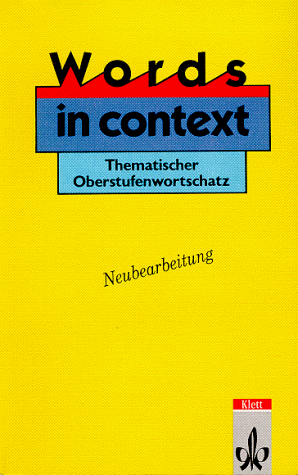 Words
in context
Thematischer
Oberstufenwortschatz
Neubearbeitung
Klett